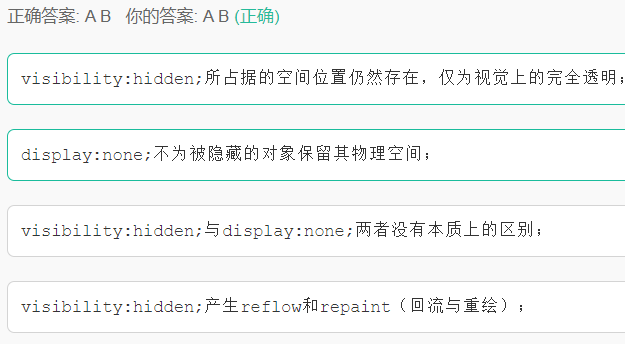 正确答案: A B 你的答案: A B (正确)
visibility:hidden;所占据的空间位置仍然存在，仅为视觉上的完全透明；
display:none;不为被隐藏的对象保留其物理空间；
visibility:hidden;与display:none;两者没有本质上的区别；
visibility:hidden;产生reflow和repaint（回流与重绘）；